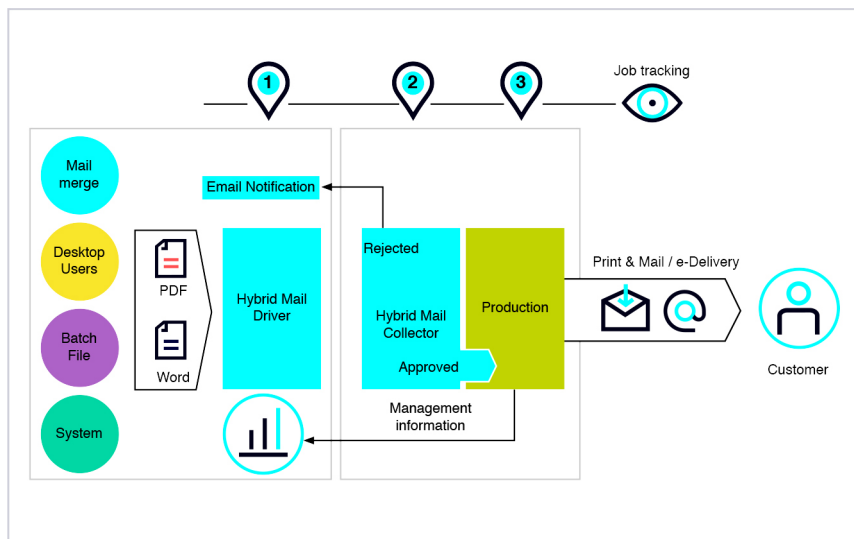 1
2
3
Job tracking
Mail
merge
Desktop
Users
Batch
File
System
PDF
Word
Email Notification
Hybrid Mail
Driver
Rejected
Hybrid Mail
Collector
Approved
Production
Management
information
Print & Mail / e-Delivery
Customer